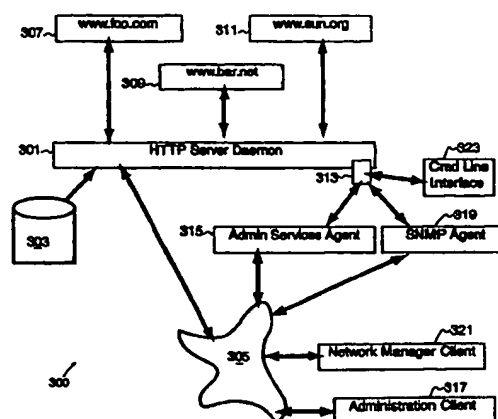 307
www.foo.com
311
www.sun.org
309
www.bar.net
301
HTTP Server Daemon
313
323
Cmd Line
Interface
303
315
Admin Services Agent
319
SNMP Agent
305
321
Network Manager Client
300
317
Administration Client